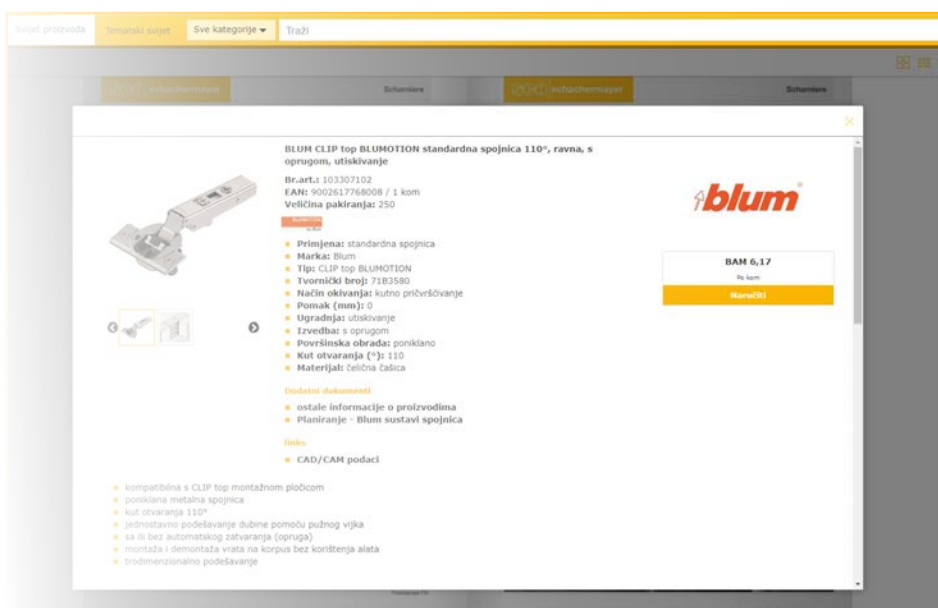 Svijet proizvoda Tematski svijet Sve kategorije Traži
schachermayer Scharniere schachermayer Scharniere
BLUM CLIP top BLUMOTION standardna spojnica 110°, ravna, s
oprugom, utiskivanje
Br.art.: 103307102
EAN: 9002617768008 / 1 kom
Veličina pakiranja: 250
BLUMOTION
blum
Primjena: standardna spojnica
Marka: Blum
Tip: CLIP top BLUMOTION
Tvornički broj: 71B3580
Način okivanja: kutno pričvršćivanje
Pomak (mm): 0
Ugradnja: utiskivanje
Izvedba: s oprugom
Površinska obrada: poniklano
Kut otvaranja (°): 110
Materijal: čelična čašica
BAM 6,17
Po kom
Naručiti
Dodatni dokumenti
ostale informacije o proizvodima
Planiranje - Blum sustavi spojnica
links
CAD/CAM podaci
kompatibilna s CLIP top montažnom pločicom
poniklana metalna spojnica
kut otvaranja 110°
jednostavno podešavanje dubine pomoću pužnog vijka
sa ili bez automatskog zatvaranja (opruga)
montaža i demontaža vrata na korpus bez korištenja alata
trodimenzionalno podešavanje